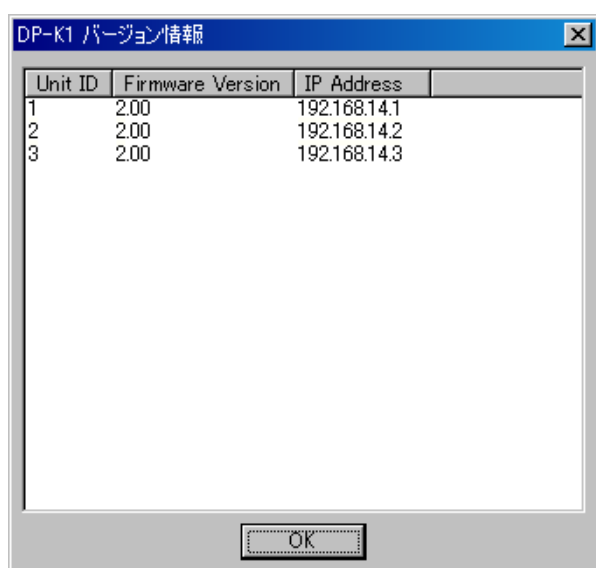 DP-K1 バージョン情報
Unit ID Firmware Version IP Address
1 2.00 192.168.14.1
2 2.00 192.168.14.2
3 2.00 192.168.14.3
OK